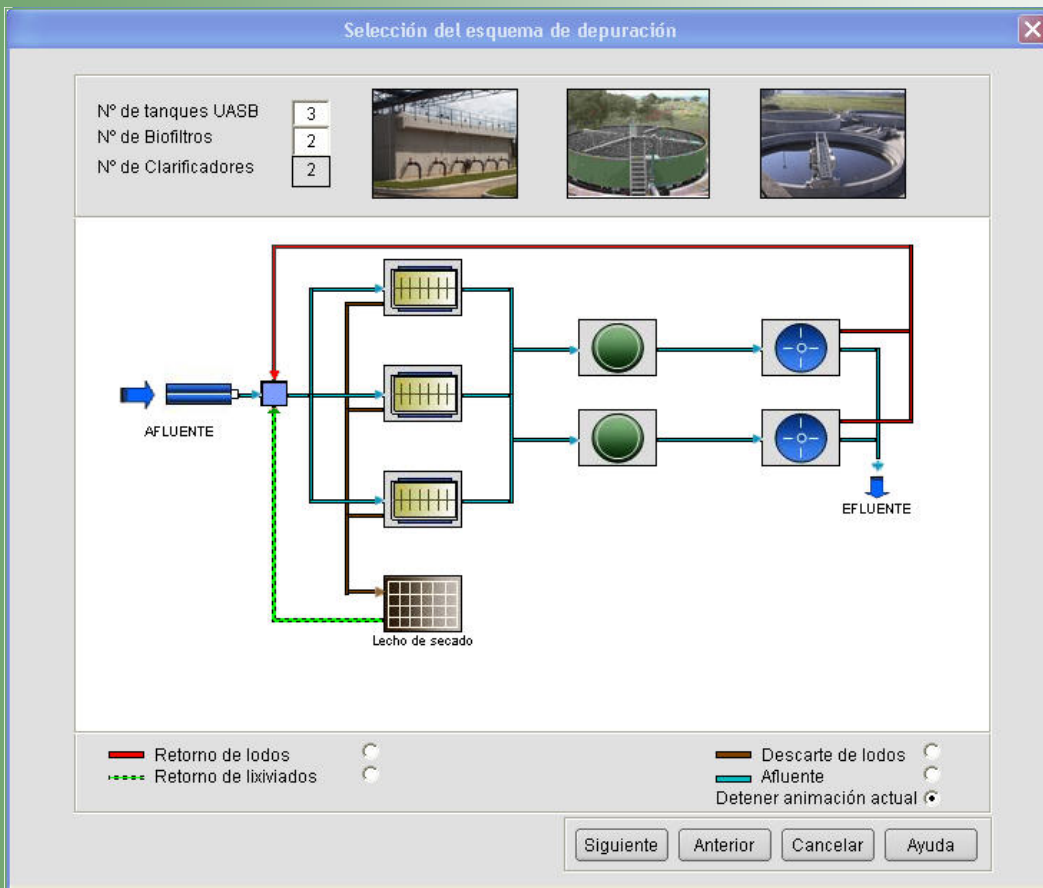 Selección del esquema de depuración
Nº de tanques UASB 3
Nº de Biofiltros 2
Nº de Clarificadores 2
AFLUENTE
EFLUENTE
Lecho de secado
Retorno de lodos
Retorno de lixiviados
Descarte de lodos
Afluente
Detener animación actual
Siguiente Anterior Cancelar Ayuda